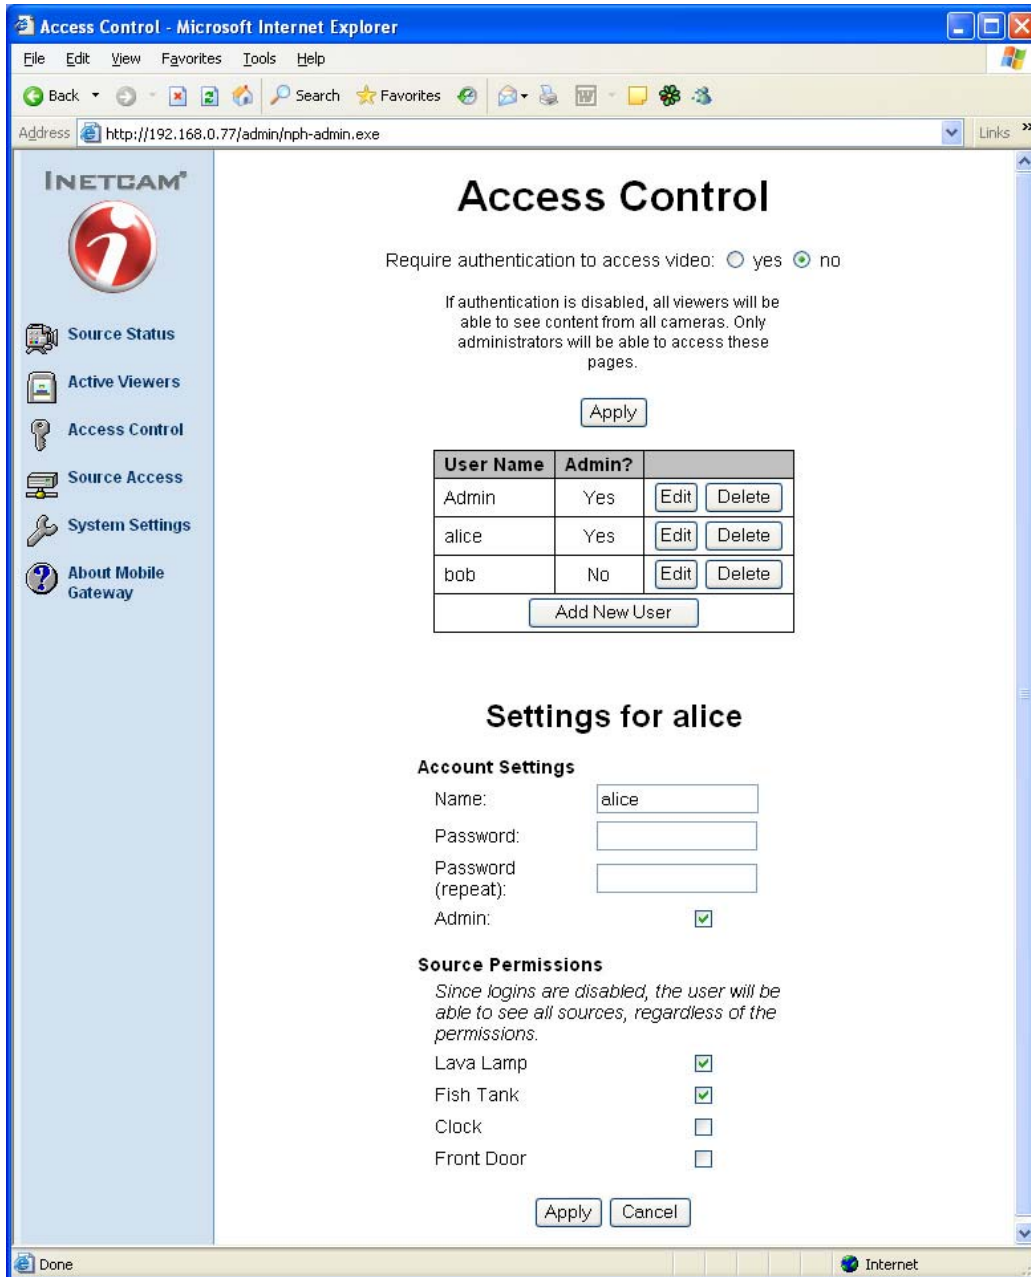 Access Control - Microsoft Internet Explorer
File Edit View Favorites Tools Help
Back Search Favorites
Address http://192.168.0.77/admin/nph-admin.exe Links »
INETCAM
Source Status
Active Viewers
Access Control
Source Access
System Settings
About Mobile
Gateway
Access Control
Require authentication to access video: yes no
If authentication is disabled, all viewers will be
able to see content from all cameras. Only
administrators will be able to access these
pages.
Apply
User Name Admin?
Admin Yes Edit Delete
alice Yes Edit Delete
bob No Edit Delete
Add New User
Settings for alice
Account Settings
Name: alice
Password:
Password
(repeat):
Admin:
Source Permissions
Since logins are disabled, the user will be
able to see all sources, regardless of the
permissions.
Lava Lamp
Fish Tank
Clock
Front Door
Apply Cancel
Done Internet